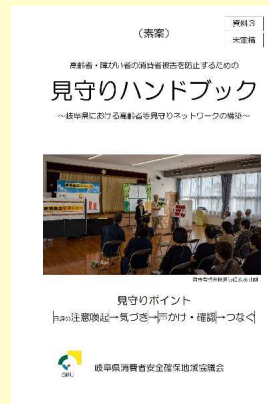 資料③
（素案）
未定稿
高齢者・障がい者の消費者被害を防止するための
見守りハンドブック
～岐阜県における高齢者等見守りネットワークの構築～
見守りポイント
注意喚起→気づき→声かけ・確認→つなぐ
岐阜県消費者安全確保地域協議会